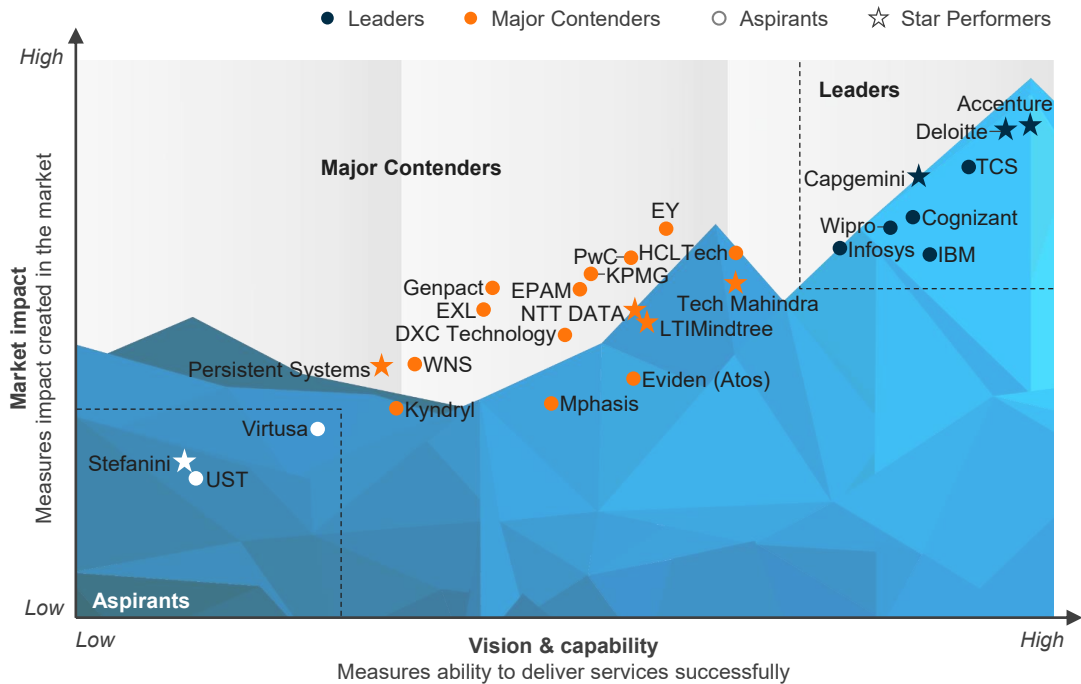 Leaders
Major Contenders
Aspirants
Star Performers
High
Leaders
Accenture
Deloitte
Major Contenders
TCS
Capgemini
EY
Cognizant
Wipro
PwC
HCLTech
Infosys
IBM
KPMG
Genpact
EPAM
Tech Mahindra
EXL
NTT DATA
LTIMindtree
DXC Technology
Persistent Systems
WNS
Eviden (Atos)
Kyndryl
Mphasis
Virtusa
Stefanini
UST
Aspirants
Market impact
Measures impact created in the market
Low
Low
Vision & capability
High
Measures ability to deliver services successfully